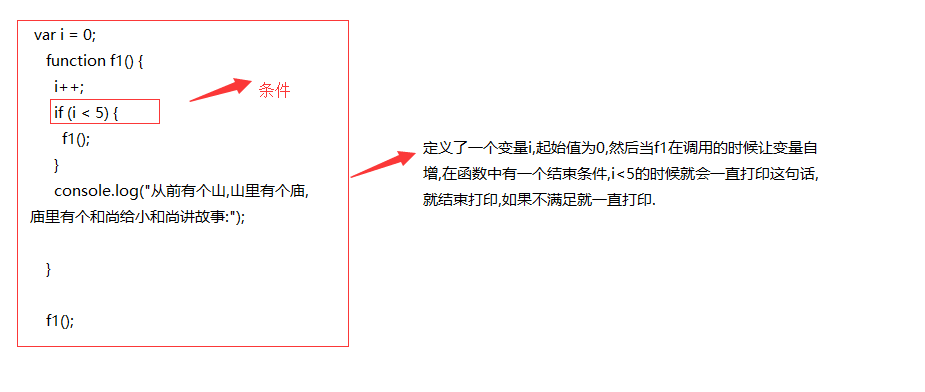 var i = 0;
function f1() {
i++;
条件
if (i < 5) {
f1();
}
console.log("从前有个山,山里有个庙,
庙里有个和尚给小和尚讲故事:");
}
f1();
定义了一个变量i,起始值为0,然后当f1在调用的时候让变量自
增,在函数中有一个结束条件,i<5的时候就会一直打印这句话,
就结束打印,如果不满足就一直打印.